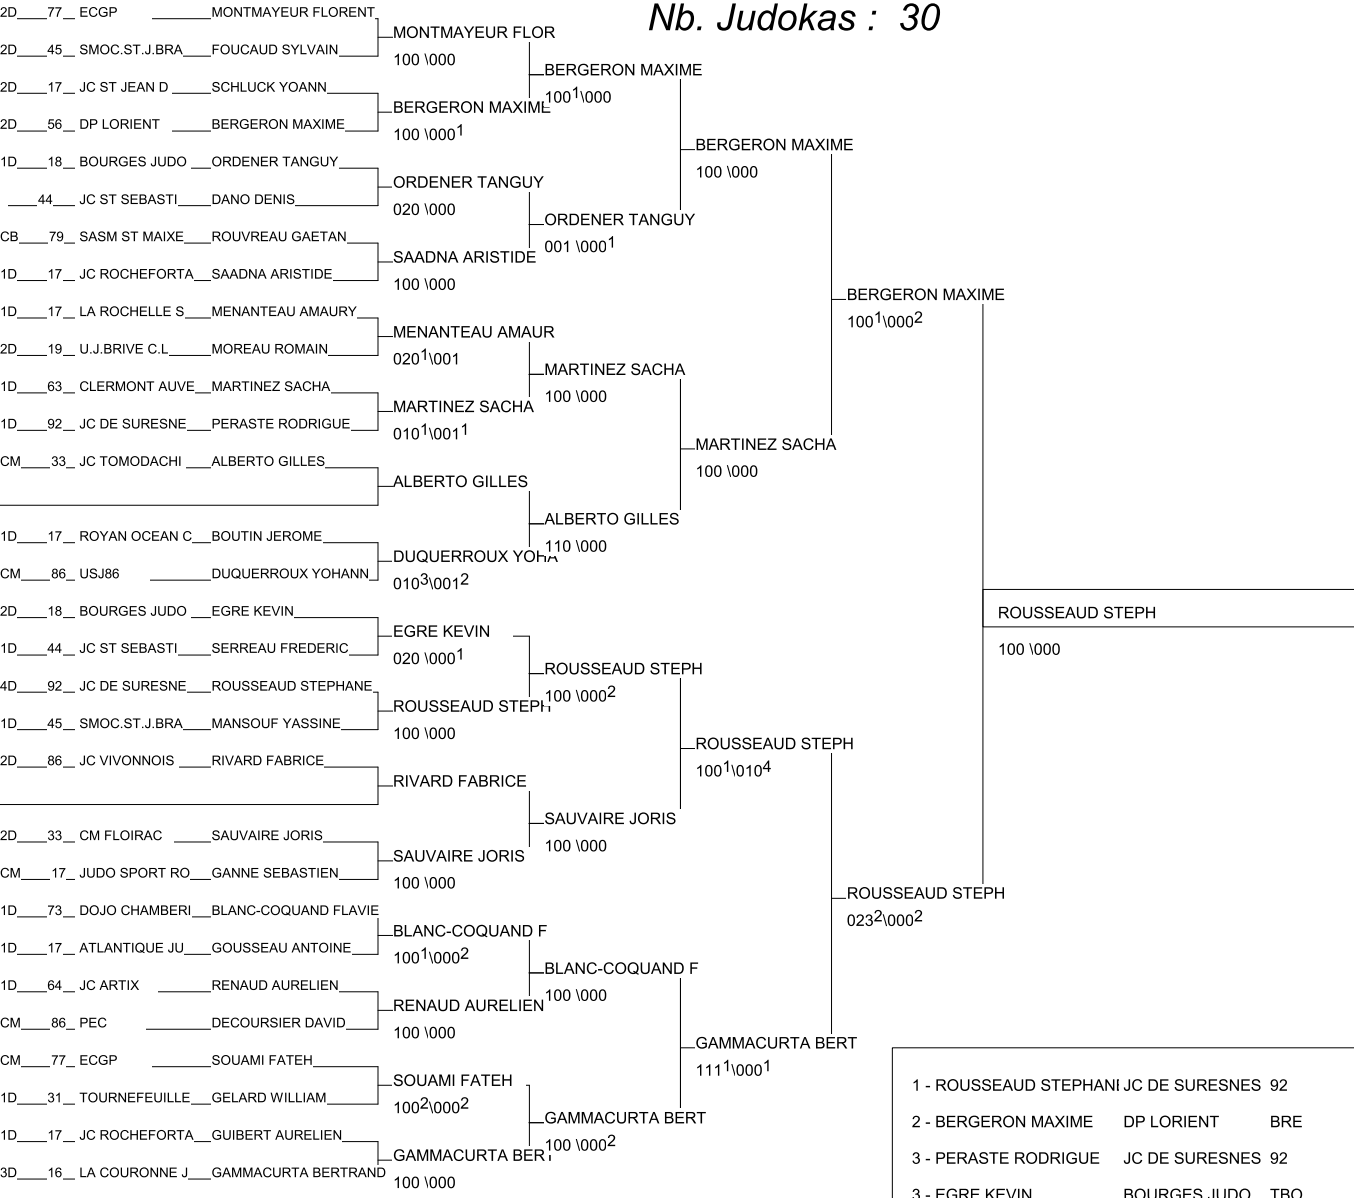 Nb. Judokas : 30
2D 77 ECGP MONTMAYEUR FLORENT
2D 45 SMOC.ST.J.BRA FOUCAUD SYLVAIN
2D 17 JC ST JEAN D SCHLUCK YOANN
2D 56 DP LORIENT BERGERON MAXIME
1D 18 BOURGES JUDO ORDENER TANGUY
44 JC ST SEBASTI DANO DENIS
CB 79 SASM ST MAIXE ROUVREAU GAETAN
1D 17 JC ROCHEFORTA SAADNA ARISTIDE
1D 17 LA ROCHELLE S MENANTEAU AMAURY
2D 19 U.J.BRIVE C.L MOREAU ROMAIN
1D 63 CLERMONT AUVE MARTINEZ SACHA
1D 92 JC DE SURESNE PERASTE RODRIGUE
CM 33 JC TOMODACHI ALBERTO GILLES
1D 17 ROYAN OCEAN C BOUTIN JEROME
CM 86 USJ86 DUQUERROUX YOHANN
2D 18 BOURGES JUDO EGRE KEVIN
1D 44 JC ST SEBASTI SERREAU FREDERIC
4D 92 JC DE SURESNE ROUSSEAUD STEPHANE
1D 45 SMOC.ST.J.BRA MANSOUF YASSINE
2D 86 JC VIVONNOIS RIVARD FABRICE
2D 33 CM FLOIRAC SAUVAIRE JORIS
CM 17 JUDO SPORT RO GANNE SEBASTIEN
1D 73 DOJO CHAMBERI BLANC-COQUAND FLAVIE
1D 17 ATLANTIQUE JU GOUSSEAU ANTOINE
1D 64 JC ARTIX RENAUD AURELIEN
CM 86 PEC DECOURSIER DAVID
CM 77 ECGP SOUAMI FATEH
1D 31 TOURNEFEUILLE GELARD WILLIAM
1D 17 JC ROCHEFORTA GUIBERT AURELIEN
3D 16 LA COURONNE J GAMMACURTA BERTRAND
MONTMAYEUR FLOR
100 \000
BERGERON MAXIME
100 \000¹
ORDENER TANGUY
020 \000
SAADNA ARISTIDE
100 \000
MENANTEAU AMAUR
020¹\001
MARTINEZ SACHA
010¹\001¹
ALBERTO GILLES
DUQUERROUX YOHA
010³\001²
EGRE KEVIN
020 \000¹
ROUSSEAUD STEPH
100 \000
RIVARD FABRICE
SAUVAIRE JORIS
100 \000
BLANC-COQUAND F
100¹\000²
RENAUD AURELIEN
100 \000
SOUAMI FATEH
100²\000²
GAMMACURTA BERT
100 \000
BERGERON MAXIME
100¹\000
ORDENER TANGUY
001 \000¹
MARTINEZ SACHA
100 \000
ALBERTO GILLES
110 \000
ROUSSEAUD STEPH
100 \000²
SAUVAIRE JORIS
100 \000
BLANC-COQUAND F
100 \000
GAMMACURTA BERT
100 \000²
BERGERON MAXIME
100 \000
MARTINEZ SACHA
100 \000
ROUSSEAUD STEPH
100¹\010⁴
GAMMACURTA BERT
111¹\000¹
BERGERON MAXIME
100¹\000²
ROUSSEAUD STEPH
023²\000²
ROUSSEAUD STEPH
100 \000
1 - ROUSSEAUD STEPHANI JC DE SURESNES 92
2 - BERGERON MAXIME DP LORIENT BRE
3 - PERASTE RODRIGUE JC DE SURESNES 92
3 - EGRE KEVIN BOURGES JUDO TBO